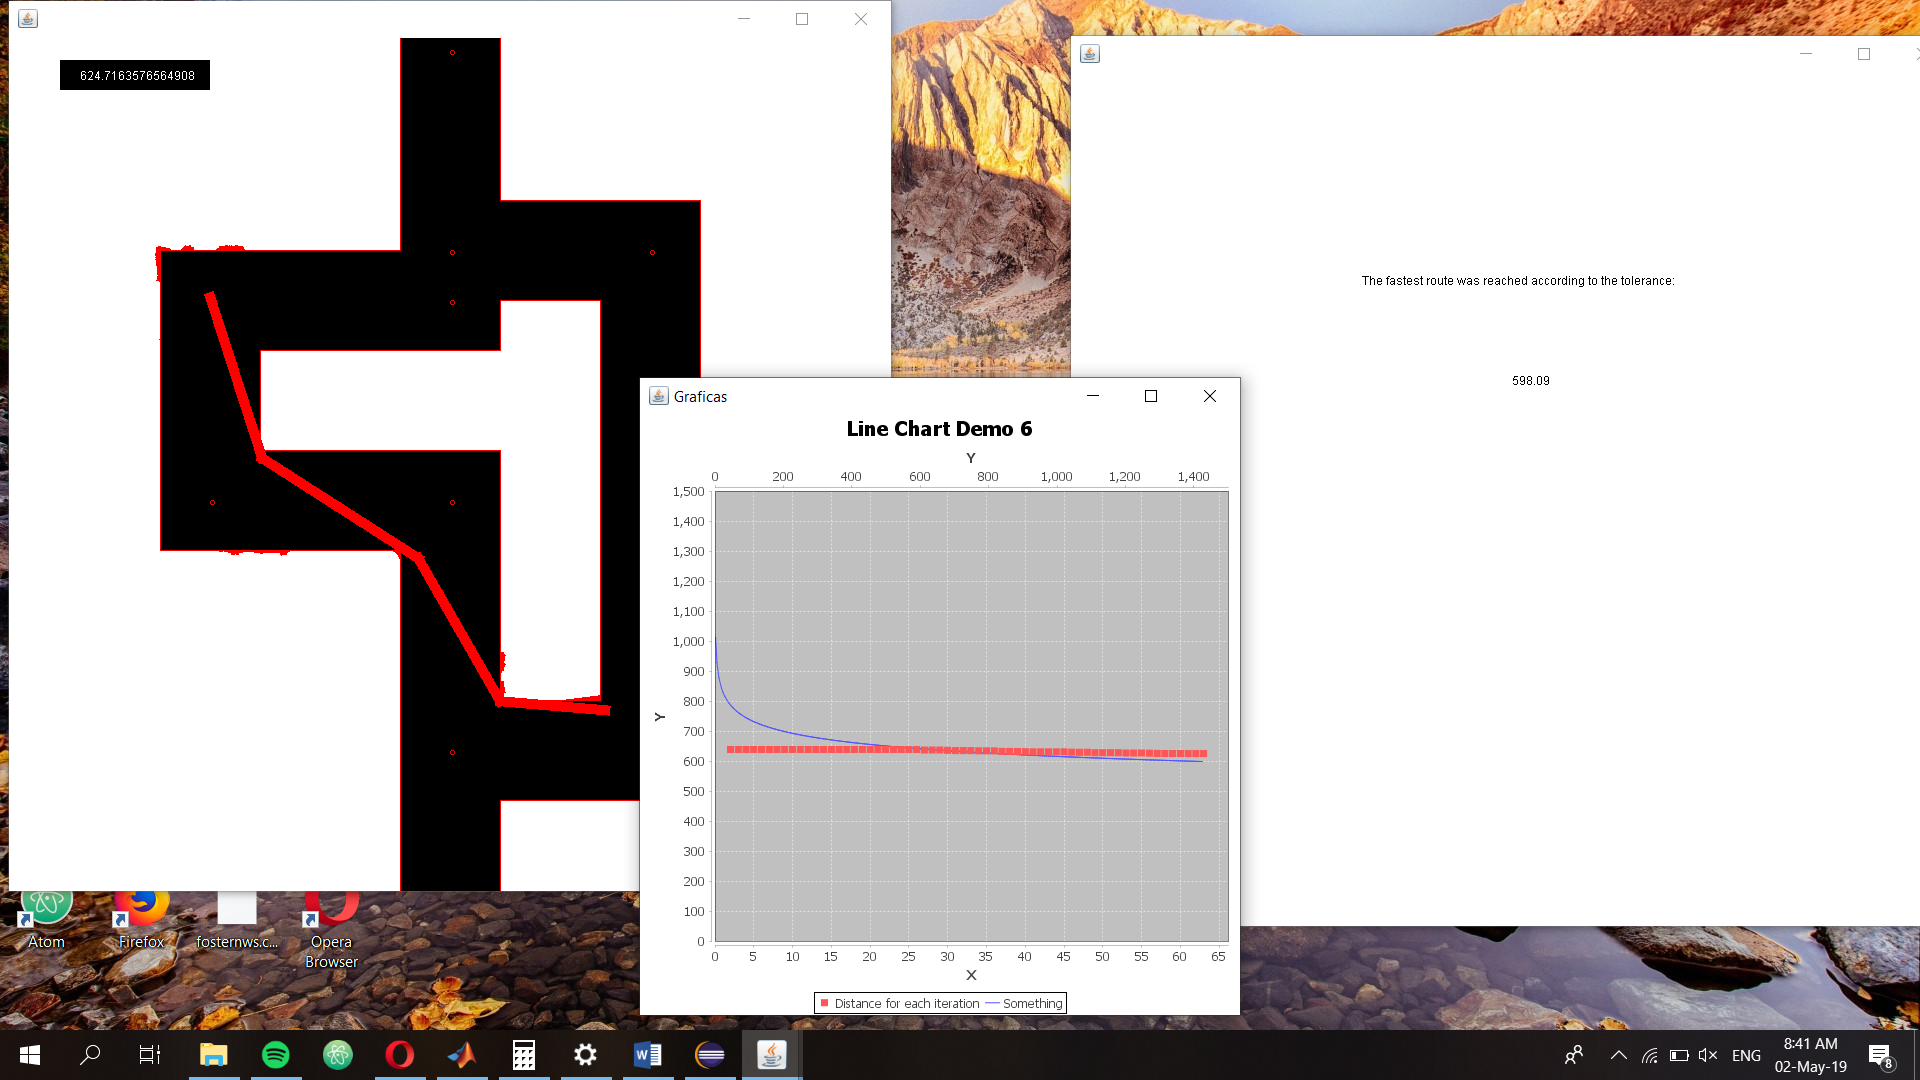 624.7163576564908
The fastest route was reached according to the tolerance:
598.09
Graficas
Line Chart Demo 6
Y
0 200 400 600 800 1,000 1,200 1,400
1,500
1,400
1,300
1,200
1,100
1,000
900
800
700
600
500
400
300
200
100
0
Y
0 5 10 15 20 25 30 35 40 45 50 55 60 65
X
Distance for each iteration Something
Atom
Firefox
fosternws.c...
Opera
Browser
ENG
8:41 AM
02-May-19
8